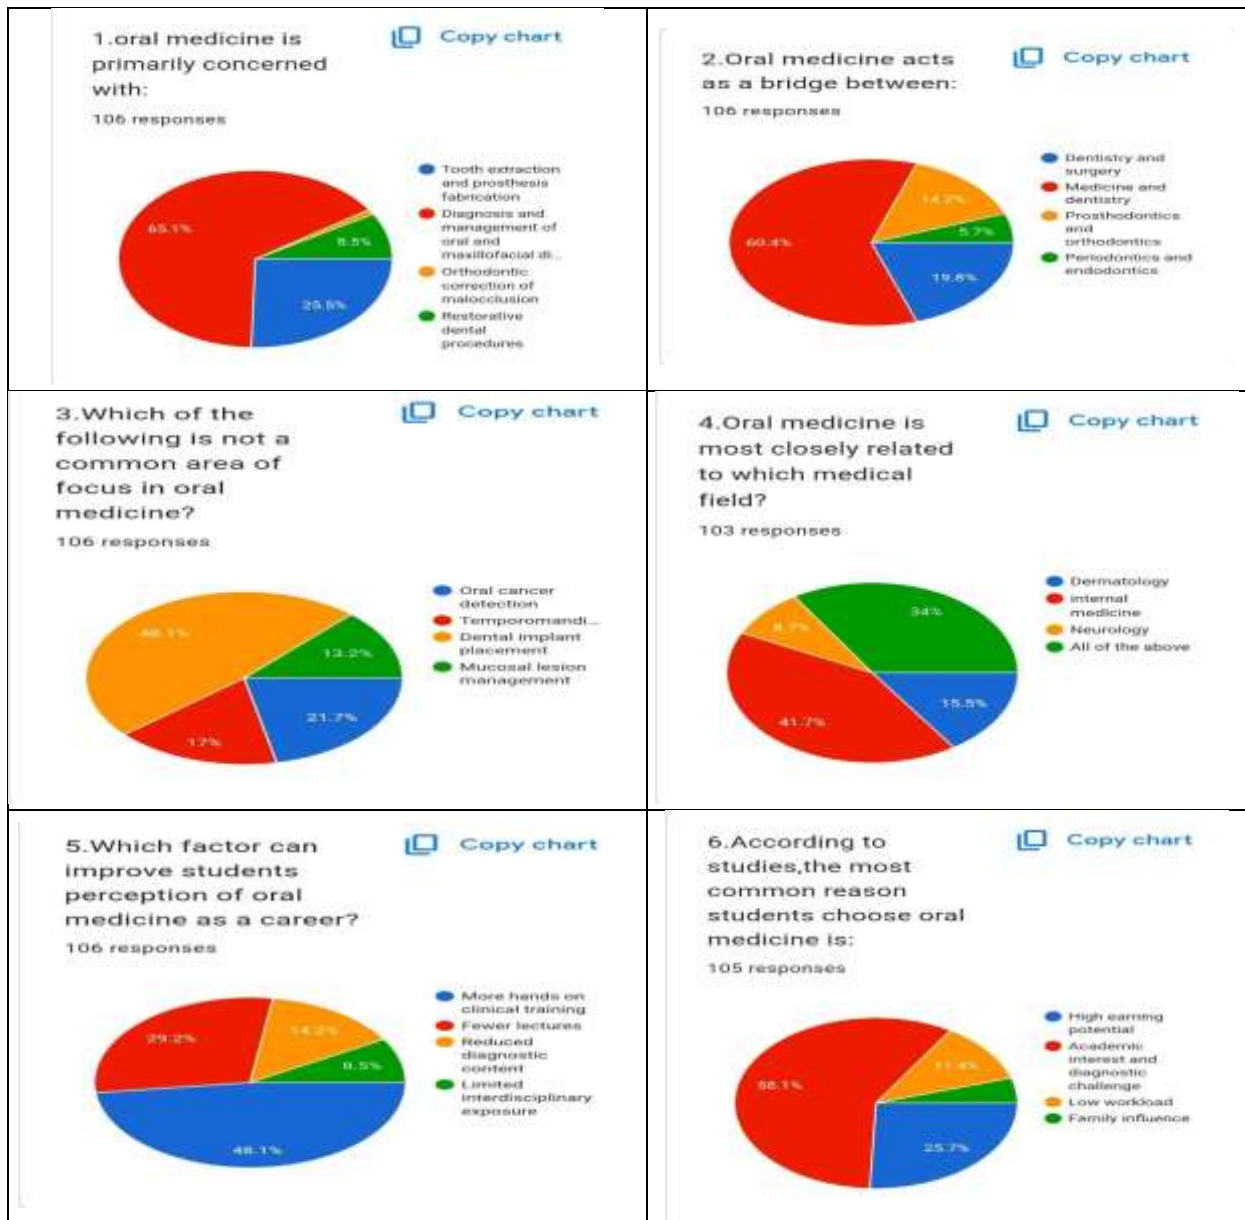 1.oral medicine is
primarily concerned
with:
Copy chart
106 responses
65.1%
8.5%
25.5%
Tooth extraction
and prosthesis
fabrication
Diagnosis and
management of
oral and
maxillofacial di...
Orthodontic
correction of
malocclusion
Restorative
dental
procedures
2.Oral medicine acts
as a bridge between:
Copy chart
106 responses
14.2%
5.7%
60.4%
19.8%
Dentistry and
surgery
Medicine and
dentistry
Prosthodontics
and
orthodontics
Periodontics and
endodontics
3.Which of the
following is not a
common area of
focus in oral
medicine?
Copy chart
106 responses
48.1%
13.2%
21.7%
17%
Oral cancer
detection
Temporomandi...
Dental implant
placement
Mucosal lesion
management
4.Oral medicine is
most closely related
to which medical
field?
Copy chart
103 responses
34%
8.7%
15.5%
41.7%
Dermatology
internal
medicine
Neurology
All of the above
5.Which factor can
improve students
perception of oral
medicine as a career?
Copy chart
106 responses
29.2%
14.2%
8.5%
48.1%
More hands on
clinical training
Fewer lectures
Reduced
diagnostic
content
Limited
interdisciplinary
exposure
6.According to
studies,the most
common reason
students choose oral
medicine is:
Copy chart
105 responses
58.1%
11.4%
25.7%
High earning
potential
Academic
interest and
diagnostic
challenge
Low workload
Family influence